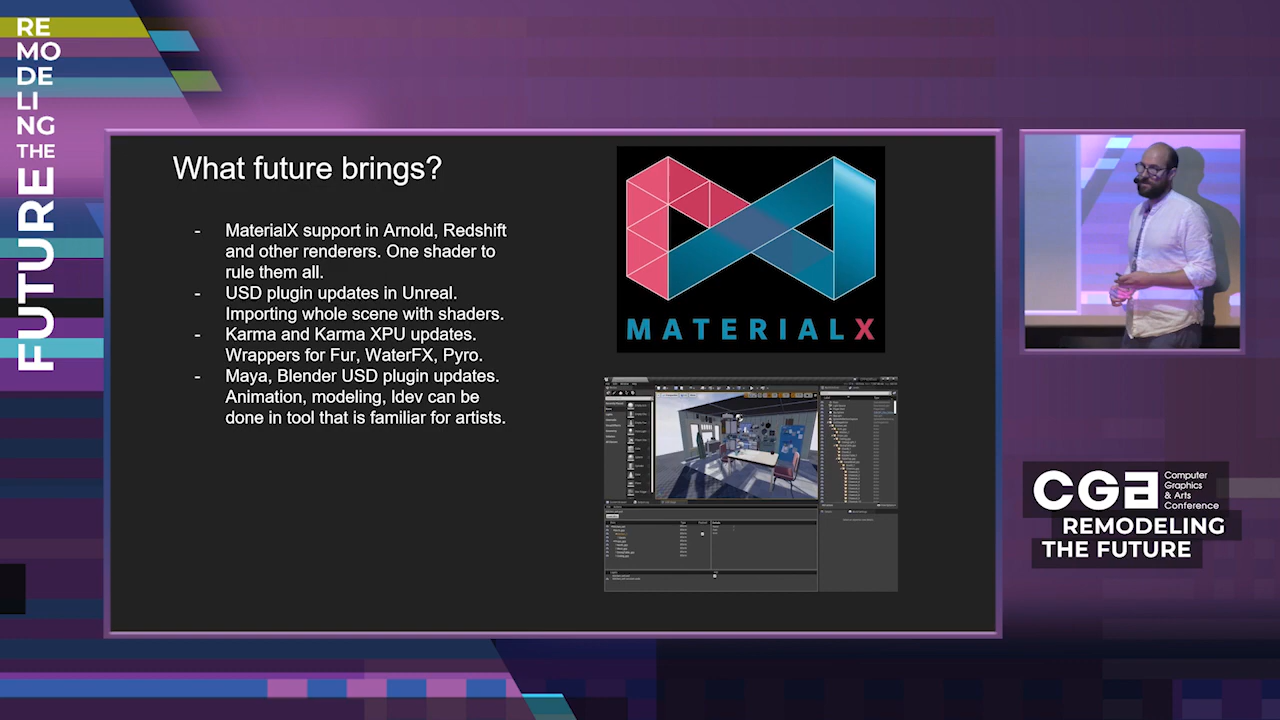 RE
MO
DE
LI
NG
THE
FUTURE
What future brings?
- MaterialX support in Arnold, Redshift
and other renderers. One shader to
rule them all.
- USD plugin updates in Unreal.
Importing whole scene with shaders.
- Karma and Karma XPU updates.
Wrappers for Fur, WaterFX, Pyro.
- Maya, Blender USD plugin updates.
Animation, modeling, ldev can be
done in tool that is familiar for artists.
MATERIALX
CGA
Computer
Graphics
& Arts
Conference
REMODELING
THE FUTURE